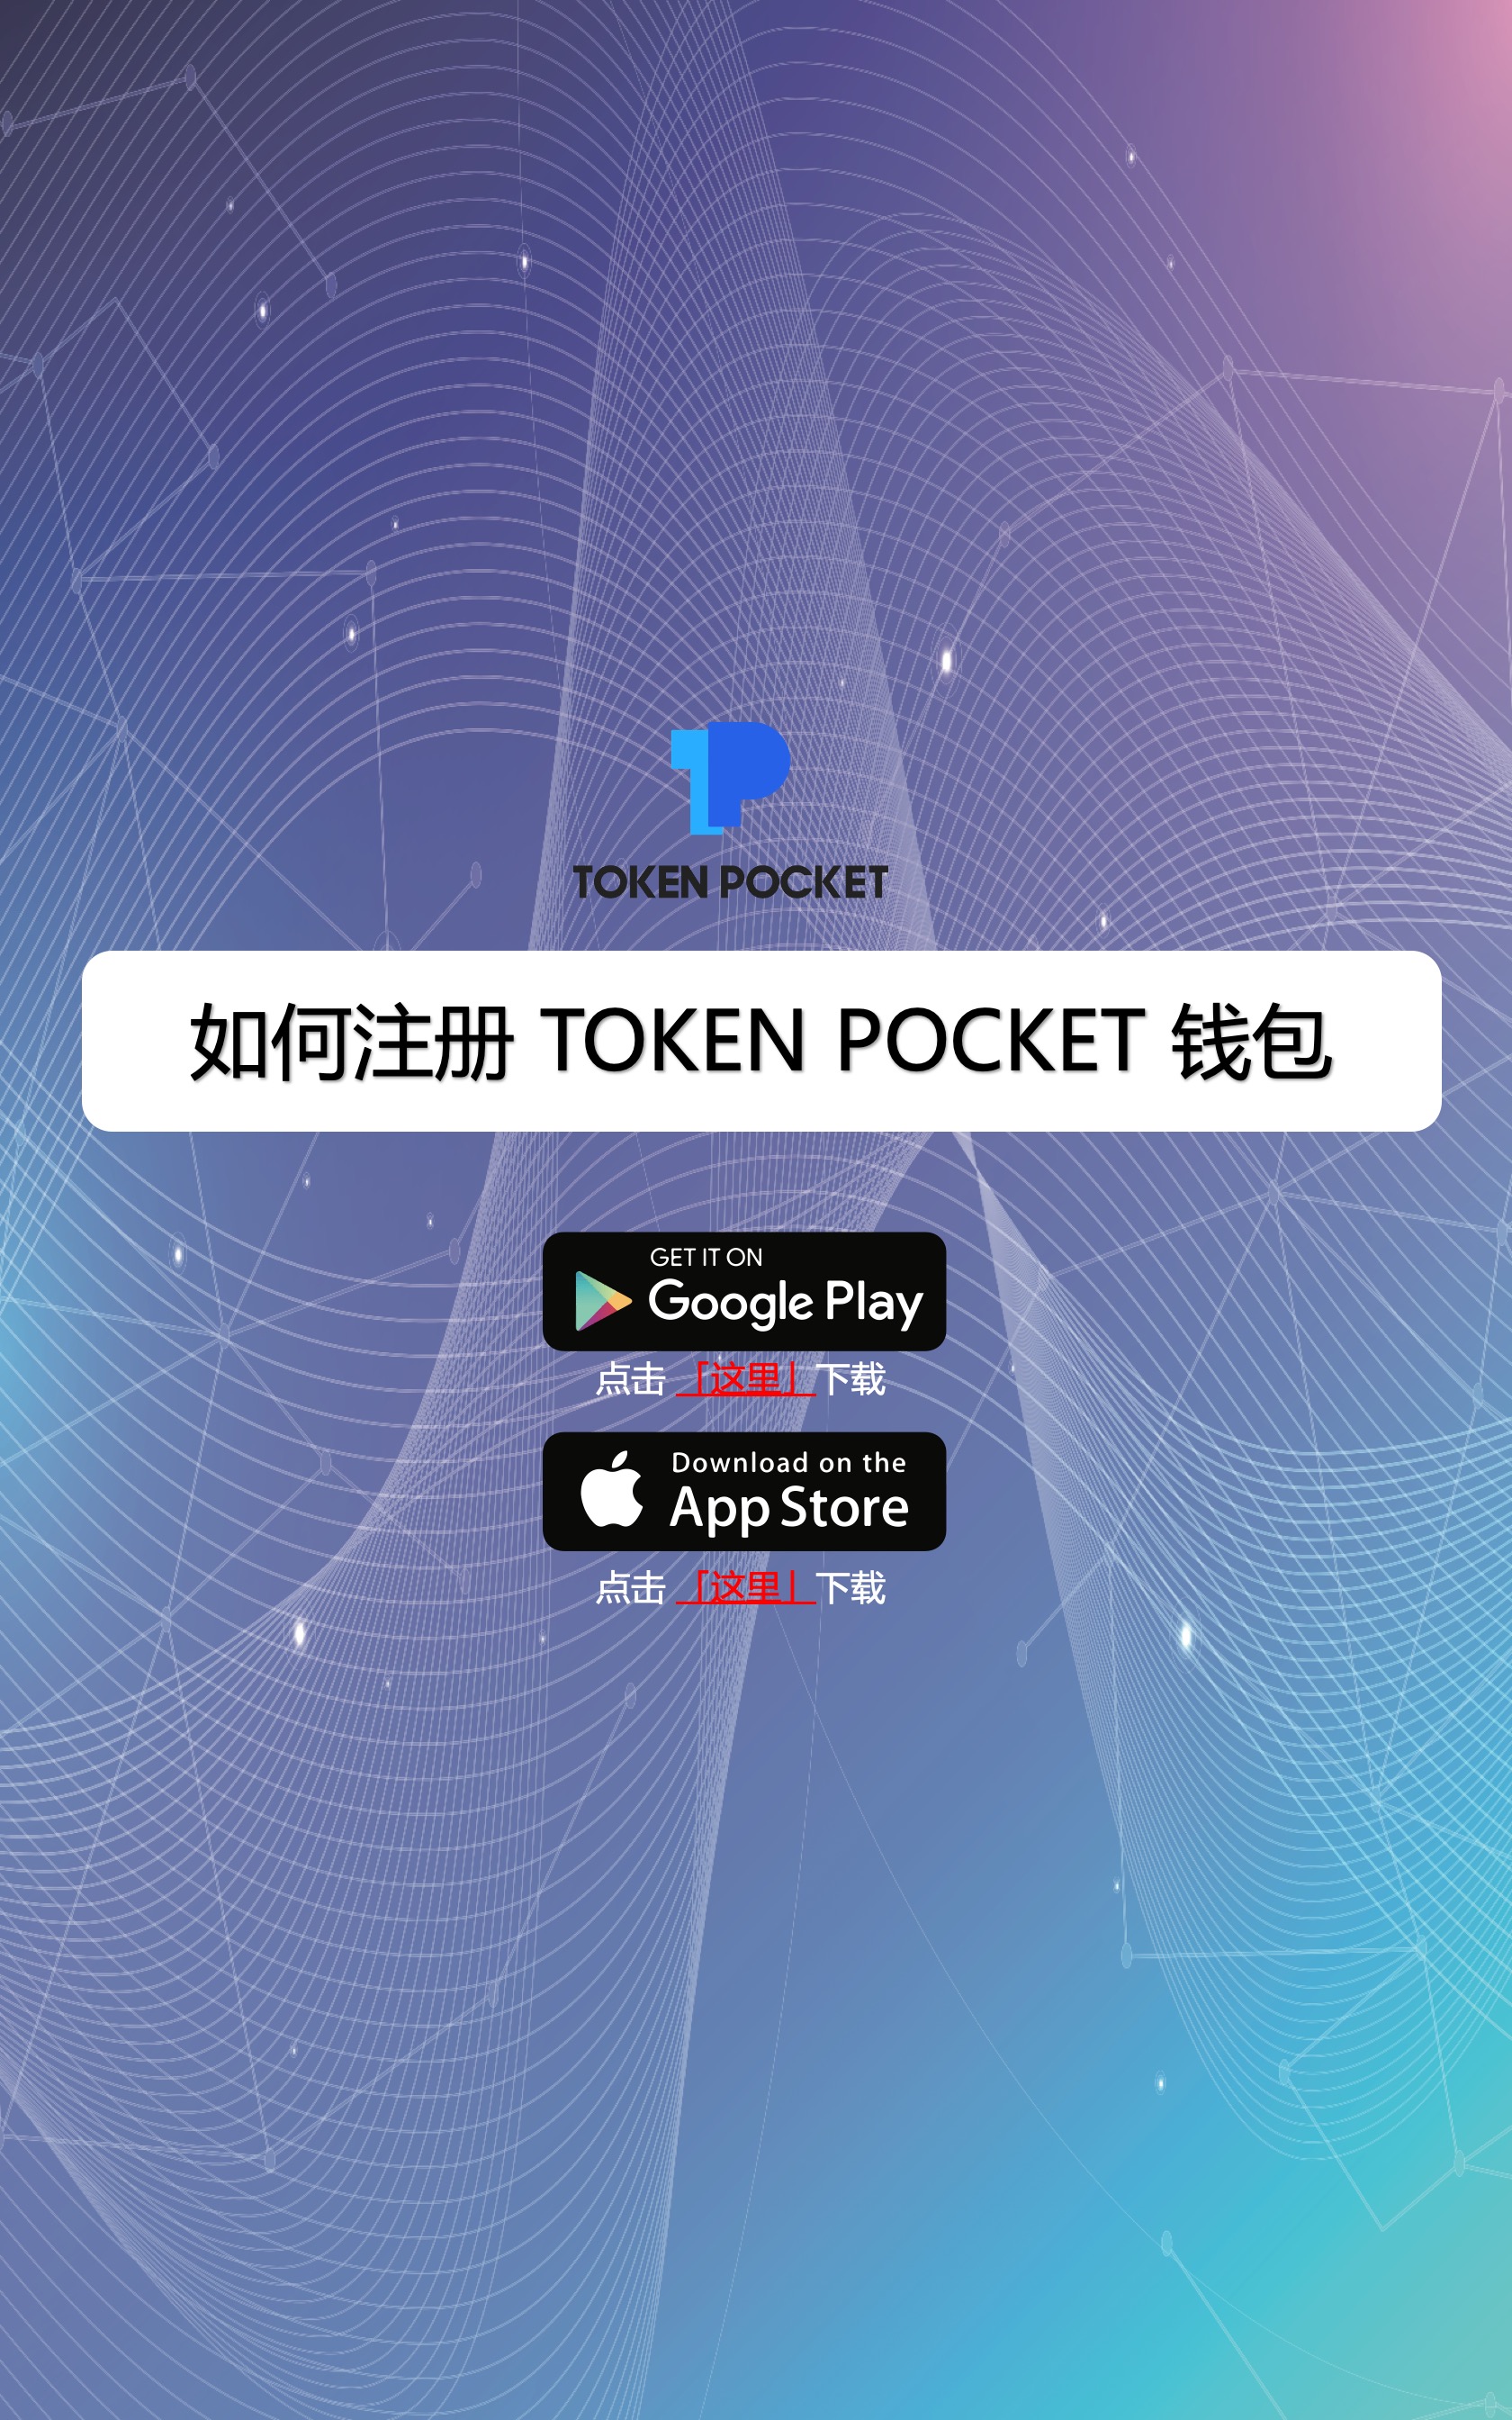 TOKEN POCKET
如何注册 TOKEN POCKET 钱包
GET IT ON
Google Play
点击「这里」下载
Download on the
App Store
点击「这里」下载